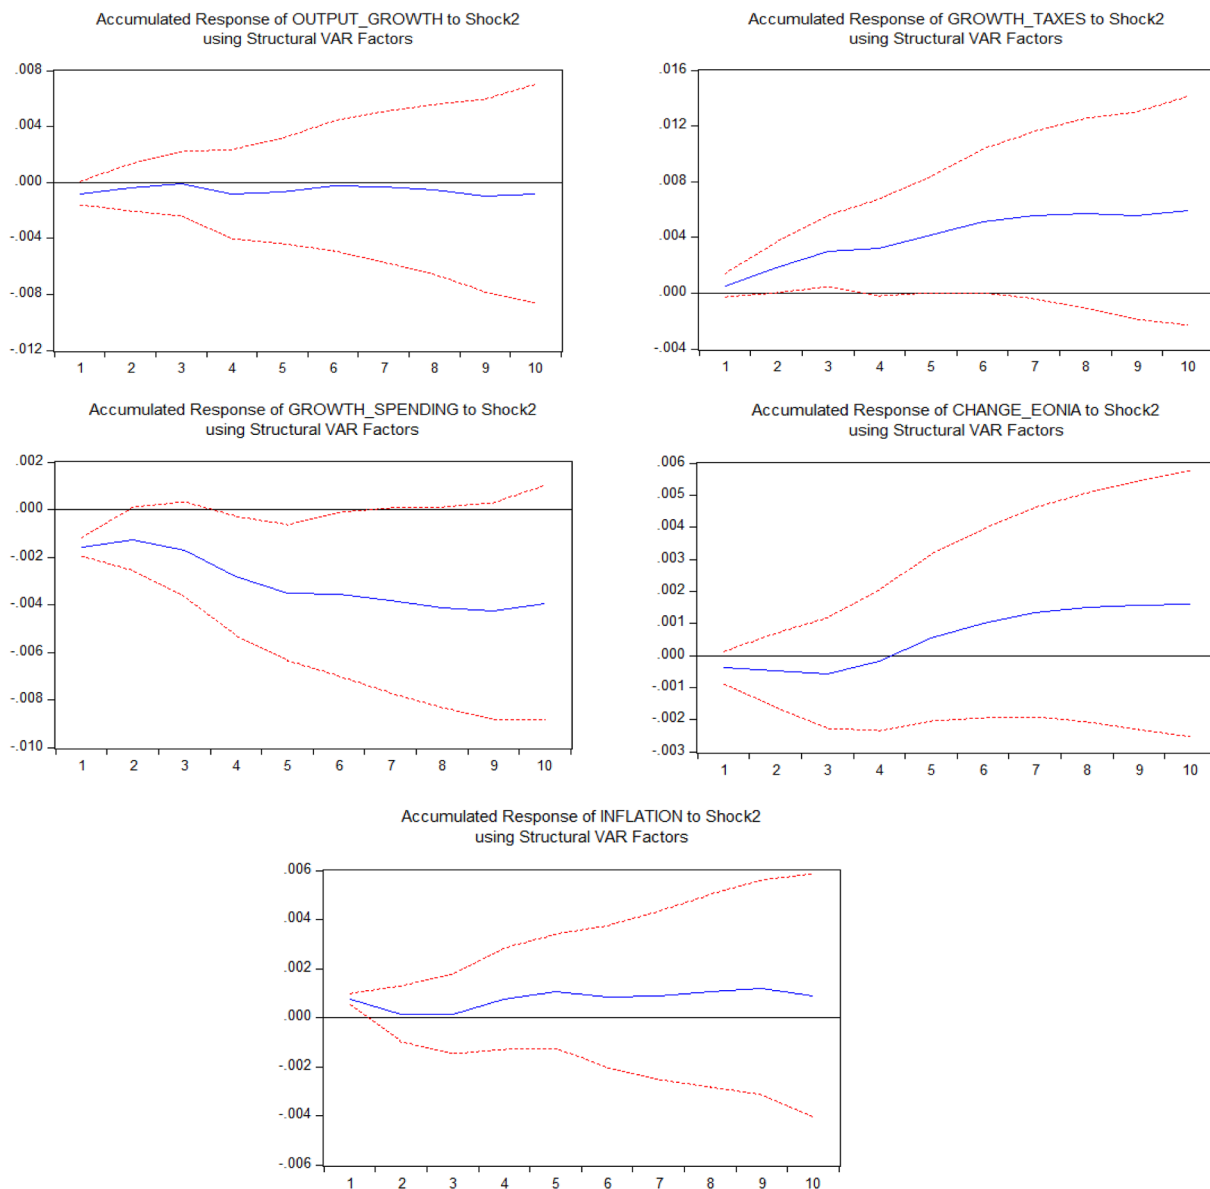 Accumulated Response of OUTPUT_GROWTH to Shock2
using Structural VAR Factors
.008
.004
.000
-.004
-.008
-.012
1 2 3 4 5 6 7 8 9 10
Accumulated Response of GROWTH_TAXES to Shock2
using Structural VAR Factors
.016
.012
.008
.004
.000
-.004
1 2 3 4 5 6 7 8 9 10
Accumulated Response of GROWTH_SPENDING to Shock2
using Structural VAR Factors
.002
.000
-.002
-.004
-.006
-.008
-.010
1 2 3 4 5 6 7 8 9 10
Accumulated Response of CHANGE_EONIA to Shock2
using Structural VAR Factors
.006
.005
.004
.003
.002
.001
.000
-.001
-.002
-.003
1 2 3 4 5 6 7 8 9 10
Accumulated Response of INFLATION to Shock2
using Structural VAR Factors
.006
.004
.002
.000
-.002
-.004
-.006
1 2 3 4 5 6 7 8 9 10